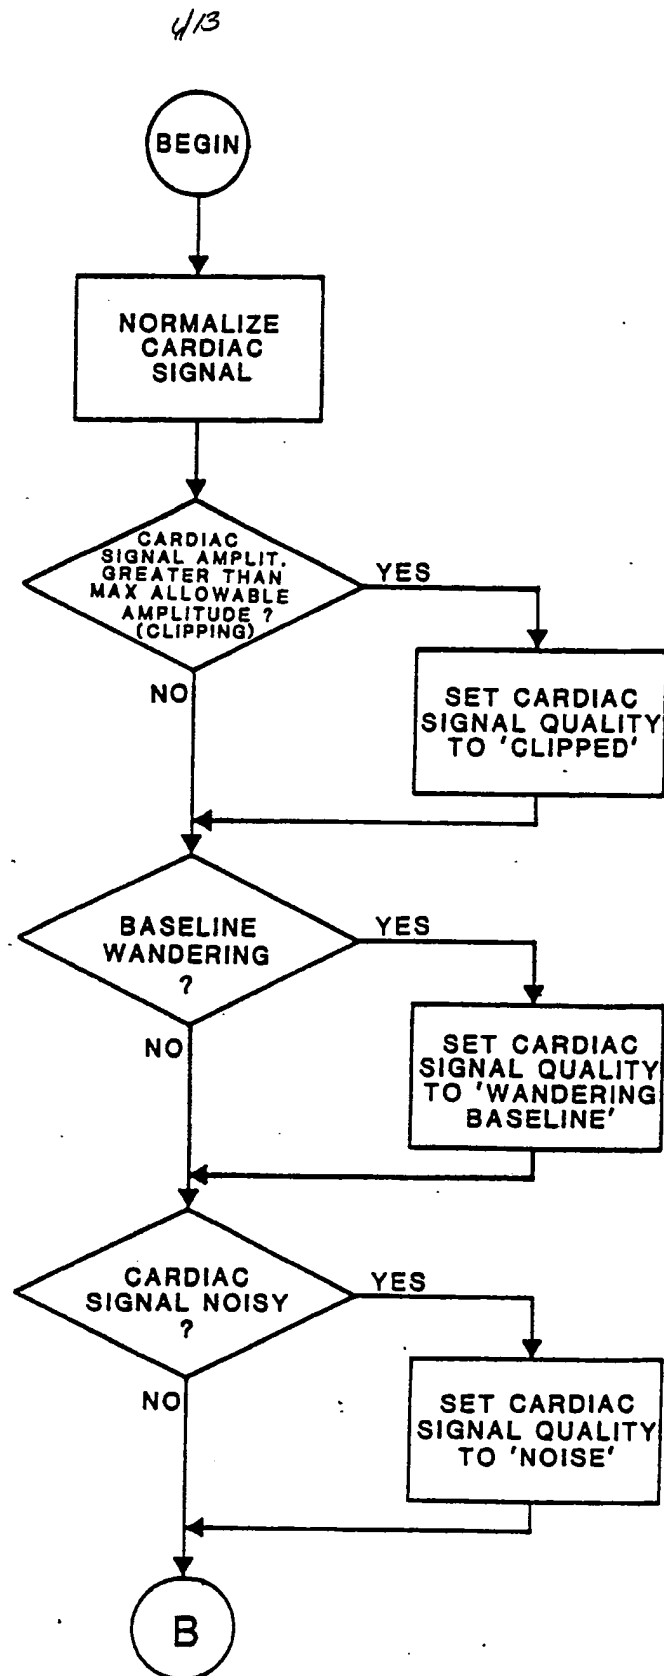 4/13
BEGIN
NORMALIZE
CARDIAC
SIGNAL
CARDIAC
SIGNAL AMPLIT.
GREATER THAN
MAX ALLOWABLE
AMPLITUDE ?
(CLIPPING)
YES
NO
SET CARDIAC
SIGNAL QUALITY
TO 'CLIPPED'
BASELINE
WANDERING
?
YES
NO
SET CARDIAC
SIGNAL QUALITY
TO 'WANDERING
BASELINE'
CARDIAC
SIGNAL NOISY
?
YES
NO
SET CARDIAC
SIGNAL QUALITY
TO 'NOISE'
B